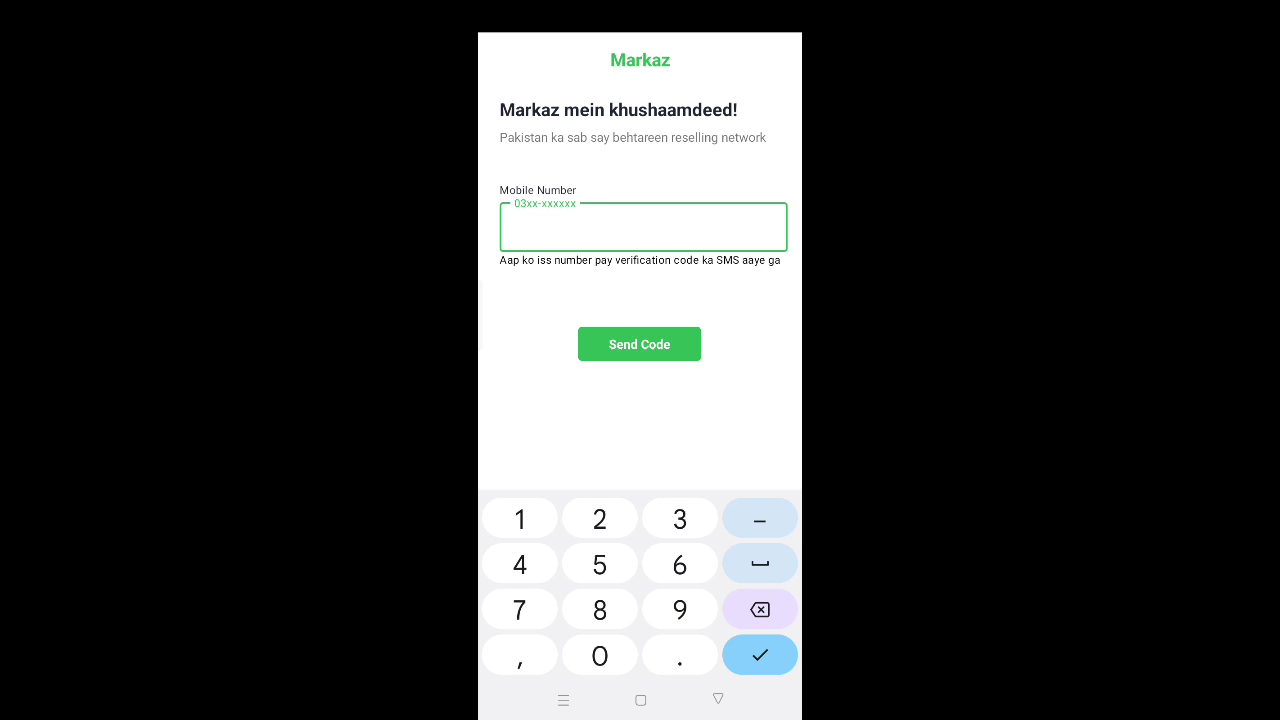 Markaz
Markaz mein khushaamdeed!
Pakistan ka sab say behtareen reselling network
Mobile Number
03xx-xxxxxx
Aap ko iss number pay verification code ka SMS aaye ga
Send Code
1 2 3 –
4 5 6
7 8 9
, 0 .